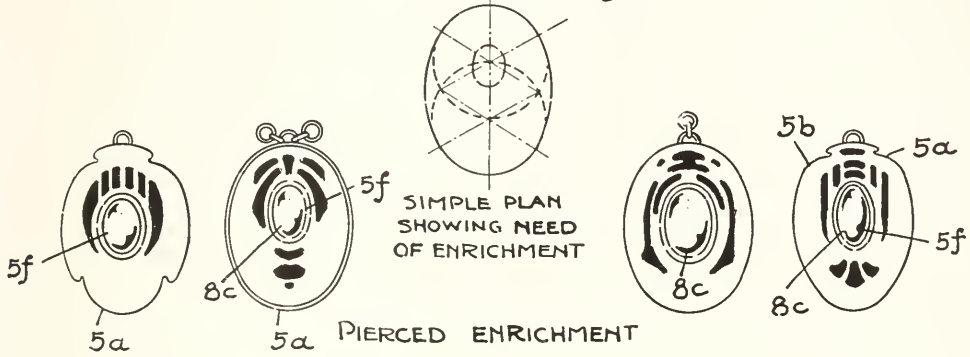 5b
5a
5f
SIMPLE PLAN
SHOWING NEED
OF ENRICHMENT
5f
5f
8c
8c
8c
5a
5a
PIERCED ENRICHMENT